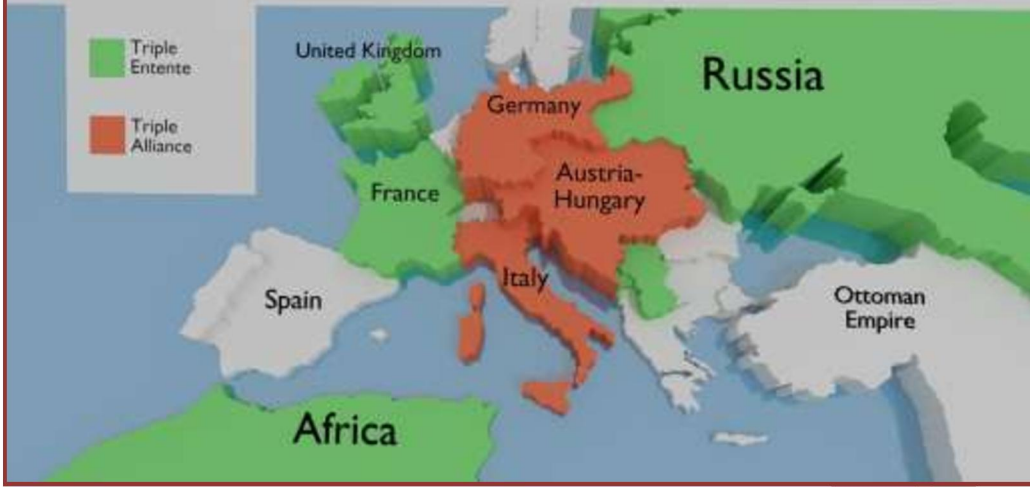 Triple
Entente
Triple
Alliance
United Kingdom
Germany
Russia
Austria-
Hungary
France
Italy
Spain
Ottoman
Empire
Africa